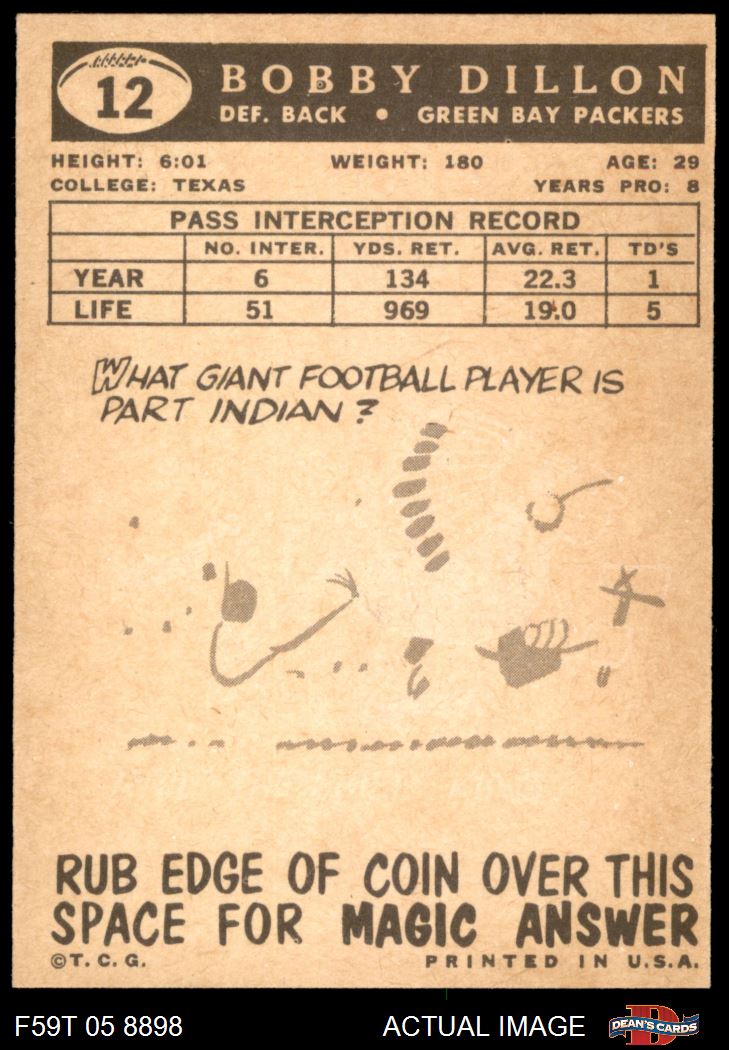 12
BOBBY DILLON
DEF. BACK • GREEN BAY PACKERS
HEIGHT: 6:01 WEIGHT: 180 AGE: 29
COLLEGE: TEXAS YEARS PRO: 8
PASS INTERCEPTION RECORD
NO. INTER. YDS. RET. AVG. RET. TD'S
YEAR 6 134 22.3 1
LIFE 51 969 19.0 5
WHAT GIANT FOOTBALL PLAYER IS
PART INDIAN?
RUB EDGE OF COIN OVER THIS
SPACE FOR MAGIC ANSWER
©T.C.G. PRINTED IN U.S.A.
F59T 05 8898 ACTUAL IMAGE DEAN'S CARDS